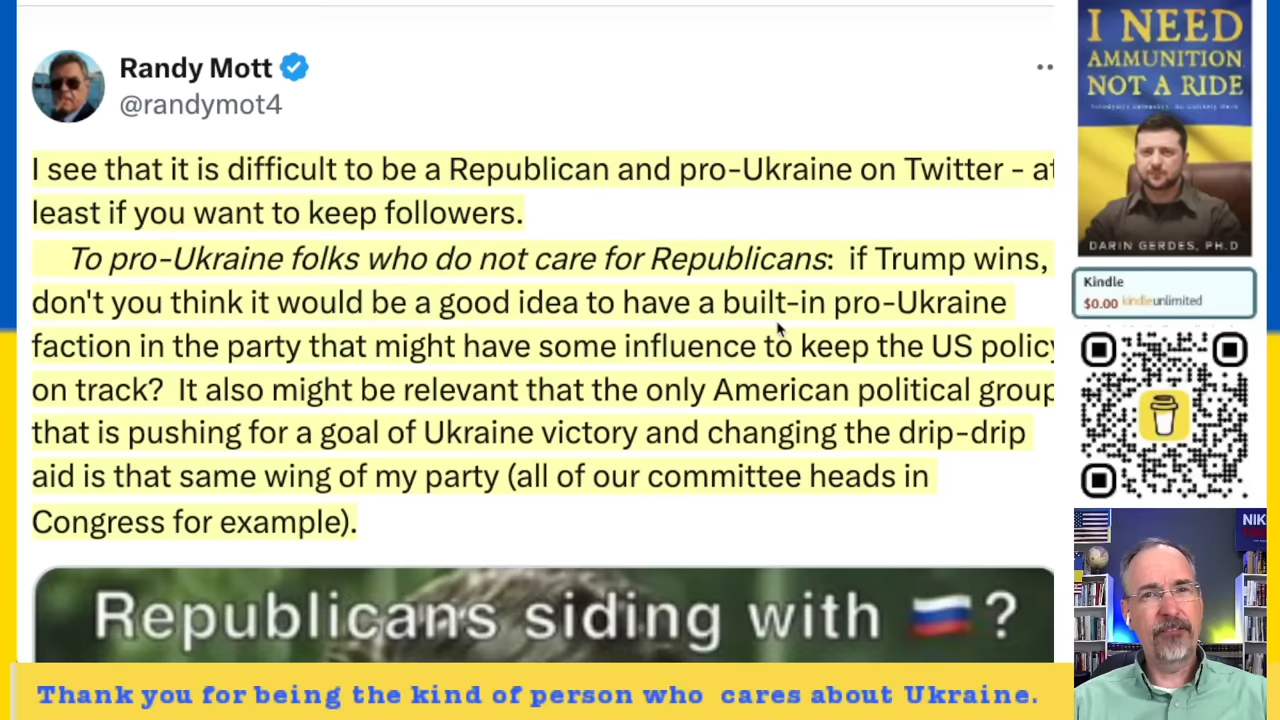 Randy Mott
@randymot4
I see that it is difficult to be a Republican and pro-Ukraine on Twitter - at
least if you want to keep followers.
To pro-Ukraine folks who do not care for Republicans: if Trump wins,
don't you think it would be a good idea to have a built-in pro-Ukraine
faction in the party that might have some influence to keep the US policy
on track? It also might be relevant that the only American political group
that is pushing for a goal of Ukraine victory and changing the drip-drip
aid is that same wing of my party (all of our committee heads in
Congress for example).
Republicans siding with ?
Thank you for being the kind of person who cares about Ukraine.
I NEED
AMMUNITION
NOT A RIDE
DARIN GERDES, PH.D
Kindle
$0.00 kindleunlimited
NIK